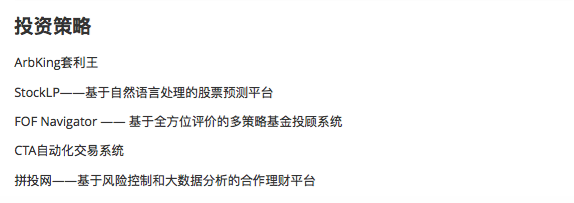 投资策略
ArbKing套利王
StockLP——基于自然语言处理的股票预测平台
FOF Navigator —— 基于全方位评价的多策略基金投顾系统
CTA自动化交易系统
拼投网——基于风险控制和大数据分析的合作理财平台